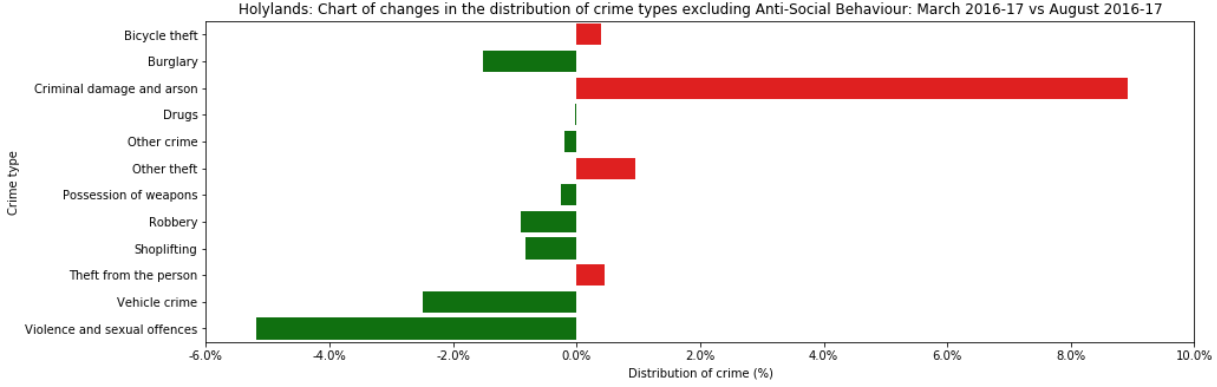 Holylands: Chart of changes in the distribution of crime types excluding Anti-Social Behaviour: March 2016-17 vs August 2016-17
Crime type
Bicycle theft
Burglary
Criminal damage and arson
Drugs
Other crime
Other theft
Possession of weapons
Robbery
Shoplifting
Theft from the person
Vehicle crime
Violence and sexual offences
-6.0% -4.0% -2.0% 0.0% 2.0% 4.0% 6.0% 8.0% 10.0%
Distribution of crime (%)